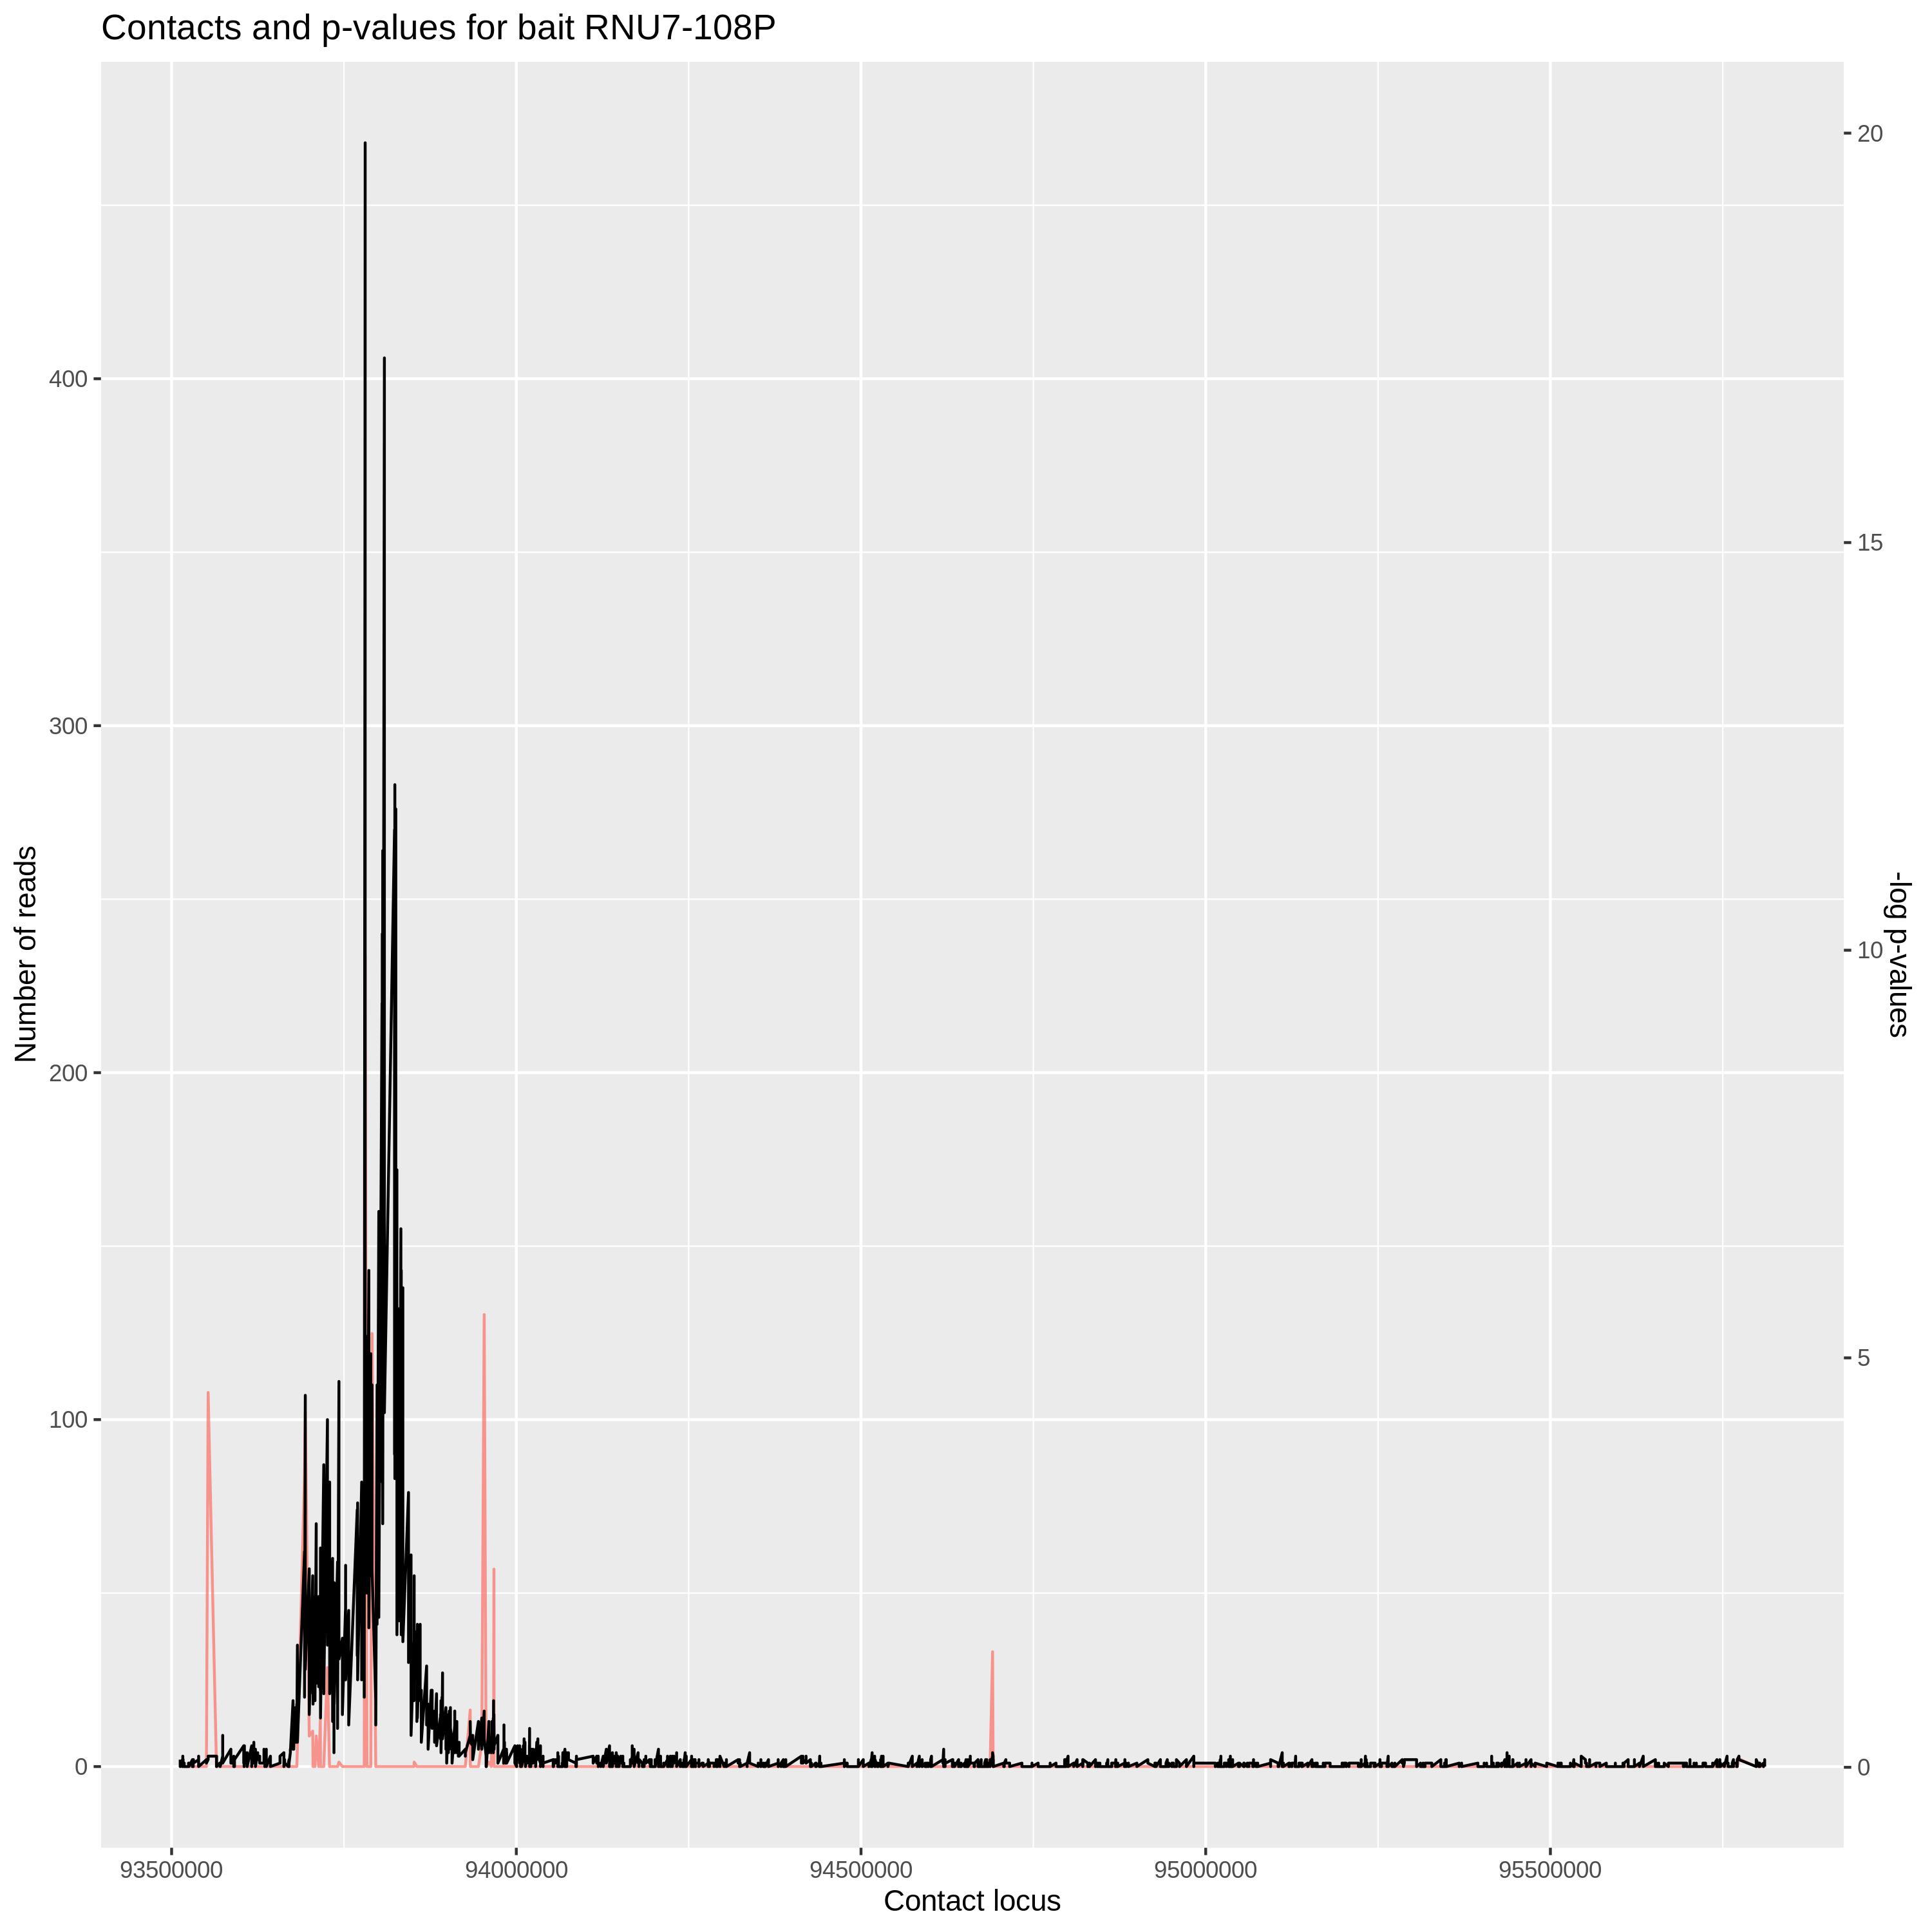 Contacts and p-values for bait RNU7-108P
Number of reads
400
300
200
100
0
20
15
10
5
0
-log p-values
93500000 94000000 94500000 95000000 95500000
Contact locus